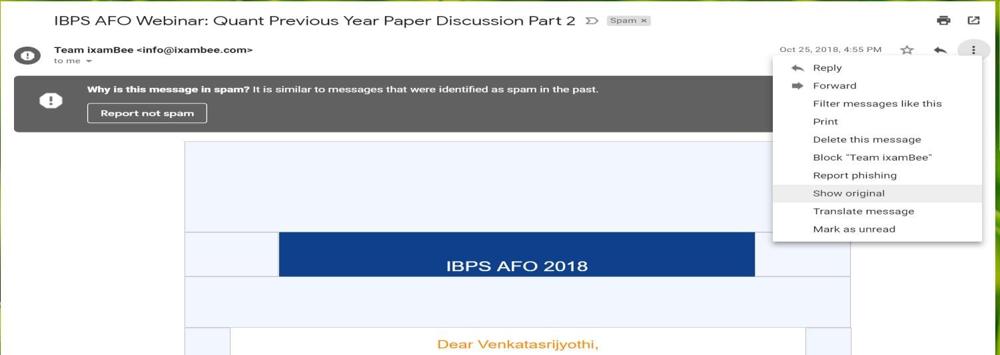 IBPS AFO Webinar: Quant Previous Year Paper Discussion Part 2 Spam ×
Team ixamBee <info@ixambee.com> Oct 25, 2018, 4:55 PM
to me
Why is this message in spam? It is similar to messages that were identified as spam in the past.
Report not spam
Reply
Forward
Filter messages like this
Print
Delete this message
Block "Team ixamBee"
Report phishing
Show original
Translate message
Mark as unread
IBPS AFO 2018
Dear Venkatasrijyothi,